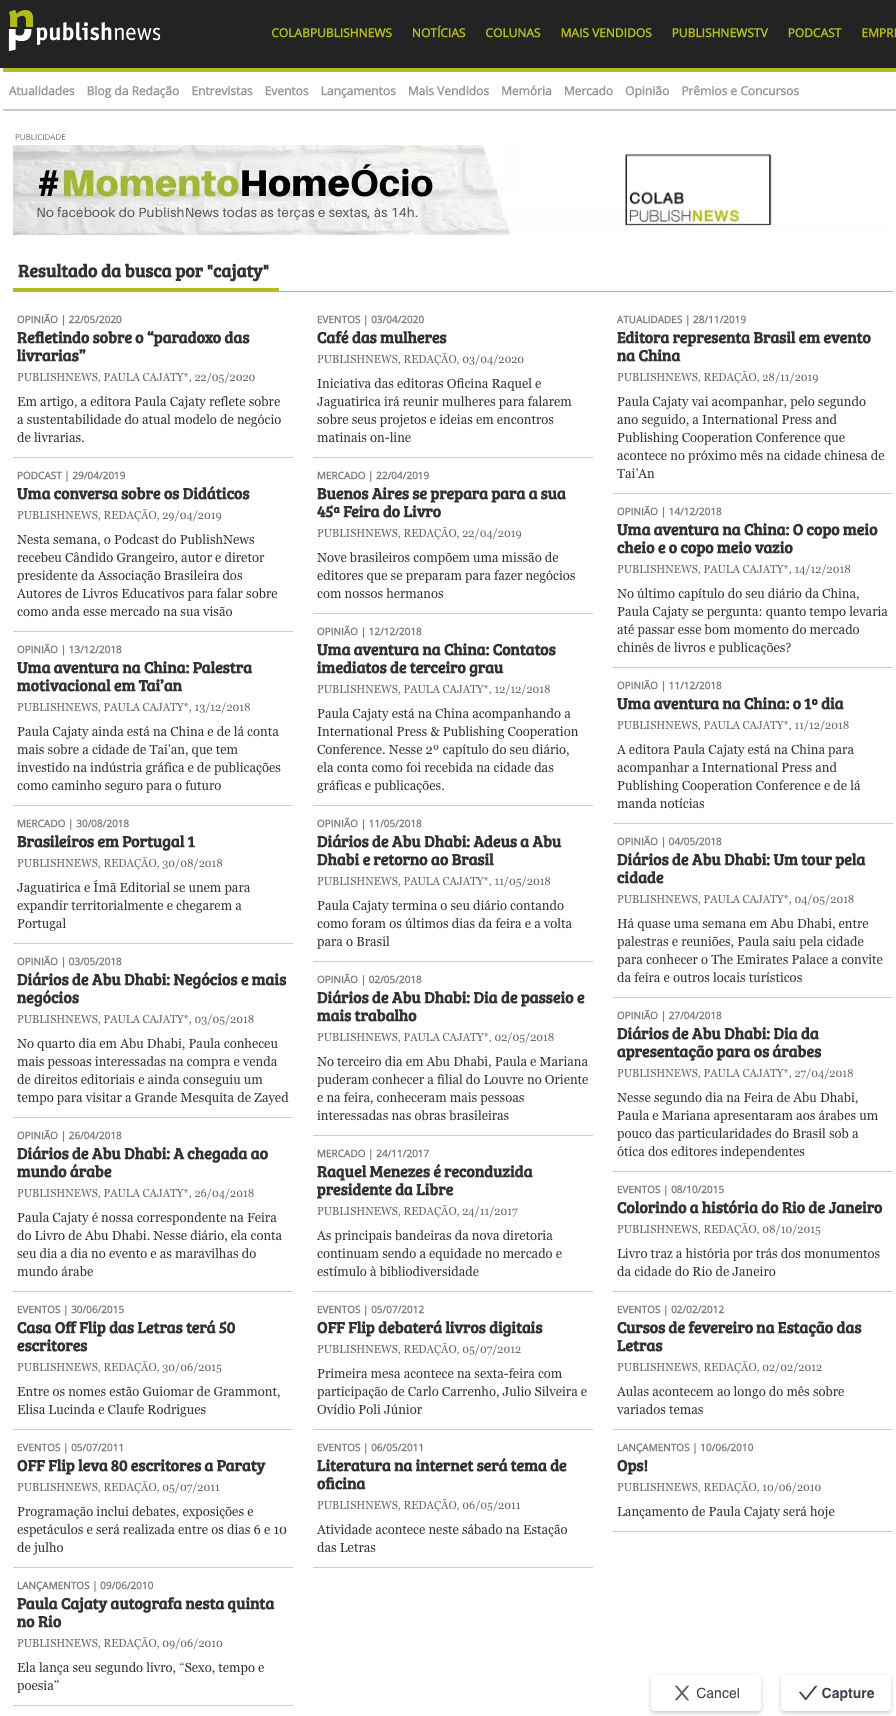 publishnews
COLABPUBLISHNEWS NOTÍCIAS COLUNAS MAIS VENDIDOS PUBLISHNEWSTV PODCAST EMPRE
Atualidades Blog da Redação Entrevistas Eventos Lançamentos Mais Vendidos Memória Mercado Opinião Prêmios e Concursos
PUBLICIDADE
#MomentoHomeÓcio
No facebook do PublishNews todas as terças e sextas, às 14h.
COLAB
PUBLISHNEWS
Resultado da busca por "cajaty"
OPINIÃO | 22/05/2020
Refletindo sobre o “paradoxo das
livrarias”
PUBLISHNEWS, PAULA CAJATY*, 22/05/2020
Em artigo, a editora Paula Cajaty reflete sobre
a sustentabilidade do atual modelo de negócio
de livrarias.
PODCAST | 29/04/2019
Uma conversa sobre os Didáticos
PUBLISHNEWS, REDAÇÃO, 29/04/2019
Nesta semana, o Podcast do PublishNews
recebeu Cândido Grangeiro, autor e diretor
presidente da Associação Brasileira dos
Autores de Livros Educativos para falar sobre
como anda esse mercado na sua visão
OPINIÃO | 13/12/2018
Uma aventura na China: Palestra
motivacional em Tai’an
PUBLISHNEWS, PAULA CAJATY*, 13/12/2018
Paula Cajaty ainda está na China e de lá conta
mais sobre a cidade de Tai’an, que tem
investido na indústria gráfica e de publicações
como caminho seguro para o futuro
MERCADO | 30/08/2018
Brasileiros em Portugal 1
PUBLISHNEWS, REDAÇÃO, 30/08/2018
Jaguatirica e Ímã Editorial se unem para
expandir territorialmente e chegarem a
Portugal
OPINIÃO | 03/05/2018
Diários de Abu Dhabi: Negócios e mais
negócios
PUBLISHNEWS, PAULA CAJATY*, 03/05/2018
No quarto dia em Abu Dhabi, Paula conheceu
mais pessoas interessadas na compra e venda
de direitos editoriais e ainda conseguiu um
tempo para visitar a Grande Mesquita de Zayed
OPINIÃO | 26/04/2018
Diários de Abu Dhabi: A chegada ao
mundo árabe
PUBLISHNEWS, PAULA CAJATY*, 26/04/2018
Paula Cajaty é nossa correspondente na Feira
do Livro de Abu Dhabi. Nesse diário, ela conta
seu dia a dia no evento e as maravilhas do
mundo árabe
EVENTOS | 30/06/2015
Casa Off Flip das Letras terá 50
escritores
PUBLISHNEWS, REDAÇÃO, 30/06/2015
Entre os nomes estão Guiomar de Grammont,
Elisa Lucinda e Claufe Rodrigues
EVENTOS | 05/07/2011
OFF Flip leva 80 escritores a Paraty
PUBLISHNEWS, REDAÇÃO, 05/07/2011
Programação inclui debates, exposições e
espetáculos e será realizada entre os dias 6 e 10
de julho
LANÇAMENTOS | 09/06/2010
Paula Cajaty autografa nesta quinta
no Rio
PUBLISHNEWS, REDAÇÃO, 09/06/2010
Ela lança seu segundo livro, “Sexo, tempo e
poesia”
EVENTOS | 03/04/2020
Café das mulheres
PUBLISHNEWS, REDAÇÃO, 03/04/2020
Iniciativa das editoras Oficina Raquel e
Jaguatirica irá reunir mulheres para falarem
sobre seus projetos e ideias em encontros
matinais on-line
MERCADO | 22/04/2019
Buenos Aires se prepara para a sua
45ª Feira do Livro
PUBLISHNEWS, REDAÇÃO, 22/04/2019
Nove brasileiros compõem uma missão de
editores que se preparam para fazer negócios
com nossos hermanos
OPINIÃO | 12/12/2018
Uma aventura na China: Contatos
imediatos de terceiro grau
PUBLISHNEWS, PAULA CAJATY*, 12/12/2018
Paula Cajaty está na China acompanhando a
International Press & Publishing Cooperation
Conference. Nesse 2º capítulo do seu diário,
ela conta como foi recebida na cidade das
gráficas e publicações.
OPINIÃO | 11/05/2018
Diários de Abu Dhabi: Adeus a Abu
Dhabi e retorno ao Brasil
PUBLISHNEWS, PAULA CAJATY*, 11/05/2018
Paula Cajaty termina o seu diário contando
como foram os últimos dias da feira e a volta
para o Brasil
OPINIÃO | 02/05/2018
Diários de Abu Dhabi: Dia de passeio e
mais trabalho
PUBLISHNEWS, PAULA CAJATY*, 02/05/2018
No terceiro dia em Abu Dhabi, Paula e Mariana
puderam conhecer a filial do Louvre no Oriente
e na feira, conheceram mais pessoas
interessadas nas obras brasileiras
MERCADO | 24/11/2017
Raquel Menezes é reconduzida
presidente da Libre
PUBLISHNEWS, REDAÇÃO, 24/11/2017
As principais bandeiras da nova diretoria
continuam sendo a equidade no mercado e
estímulo à bibliodiversidade
EVENTOS | 05/07/2012
OFF Flip debaterá livros digitais
PUBLISHNEWS, REDAÇÃO, 05/07/2012
Primeira mesa acontece na sexta-feira com
participação de Carlo Carrenho, Julio Silveira e
Ovídio Poli Júnior
EVENTOS | 06/05/2011
Literatura na internet será tema de
oficina
PUBLISHNEWS, REDAÇÃO, 06/05/2011
Atividade acontece neste sábado na Estação
das Letras
ATUALIDADES | 28/11/2019
Editora representa Brasil em evento
na China
PUBLISHNEWS, REDAÇÃO, 28/11/2019
Paula Cajaty vai acompanhar, pelo segundo
ano seguido, a International Press and
Publishing Cooperation Conference que
acontece no próximo mês na cidade chinesa de
Tai’An
OPINIÃO | 14/12/2018
Uma aventura na China: O copo meio
cheio e o copo meio vazio
PUBLISHNEWS, PAULA CAJATY*, 14/12/2018
No último capítulo do seu diário da China,
Paula Cajaty se pergunta: quanto tempo levaria
até passar esse bom momento do mercado
chinês de livros e publicações?
OPINIÃO | 11/12/2018
Uma aventura na China: o 1º dia
PUBLISHNEWS, PAULA CAJATY*, 11/12/2018
A editora Paula Cajaty está na China para
acompanhar a International Press and
Publishing Cooperation Conference e de lá
manda notícias
OPINIÃO | 04/05/2018
Diários de Abu Dhabi: Um tour pela
cidade
PUBLISHNEWS, PAULA CAJATY*, 04/05/2018
Há quase uma semana em Abu Dhabi, entre
palestras e reuniões, Paula saiu pela cidade
para conhecer o The Emirates Palace a convite
da feira e outros locais turísticos
OPINIÃO | 27/04/2018
Diários de Abu Dhabi: Dia da
apresentação para os árabes
PUBLISHNEWS, PAULA CAJATY*, 27/04/2018
Nesse segundo dia na Feira de Abu Dhabi,
Paula e Mariana apresentaram aos árabes um
pouco das particularidades do Brasil sob a
ótica dos editores independentes
EVENTOS | 08/10/2015
Colorindo a história do Rio de Janeiro
PUBLISHNEWS, REDAÇÃO, 08/10/2015
Livro traz a história por trás dos monumentos
da cidade do Rio de Janeiro
EVENTOS | 02/02/2012
Cursos de fevereiro na Estação das
Letras
PUBLISHNEWS, REDAÇÃO, 02/02/2012
Aulas acontecem ao longo do mês sobre
variados temas
LANÇAMENTOS | 10/06/2010
Ops!
PUBLISHNEWS, REDAÇÃO, 10/06/2010
Lançamento de Paula Cajaty será hoje
Cancel
Capture